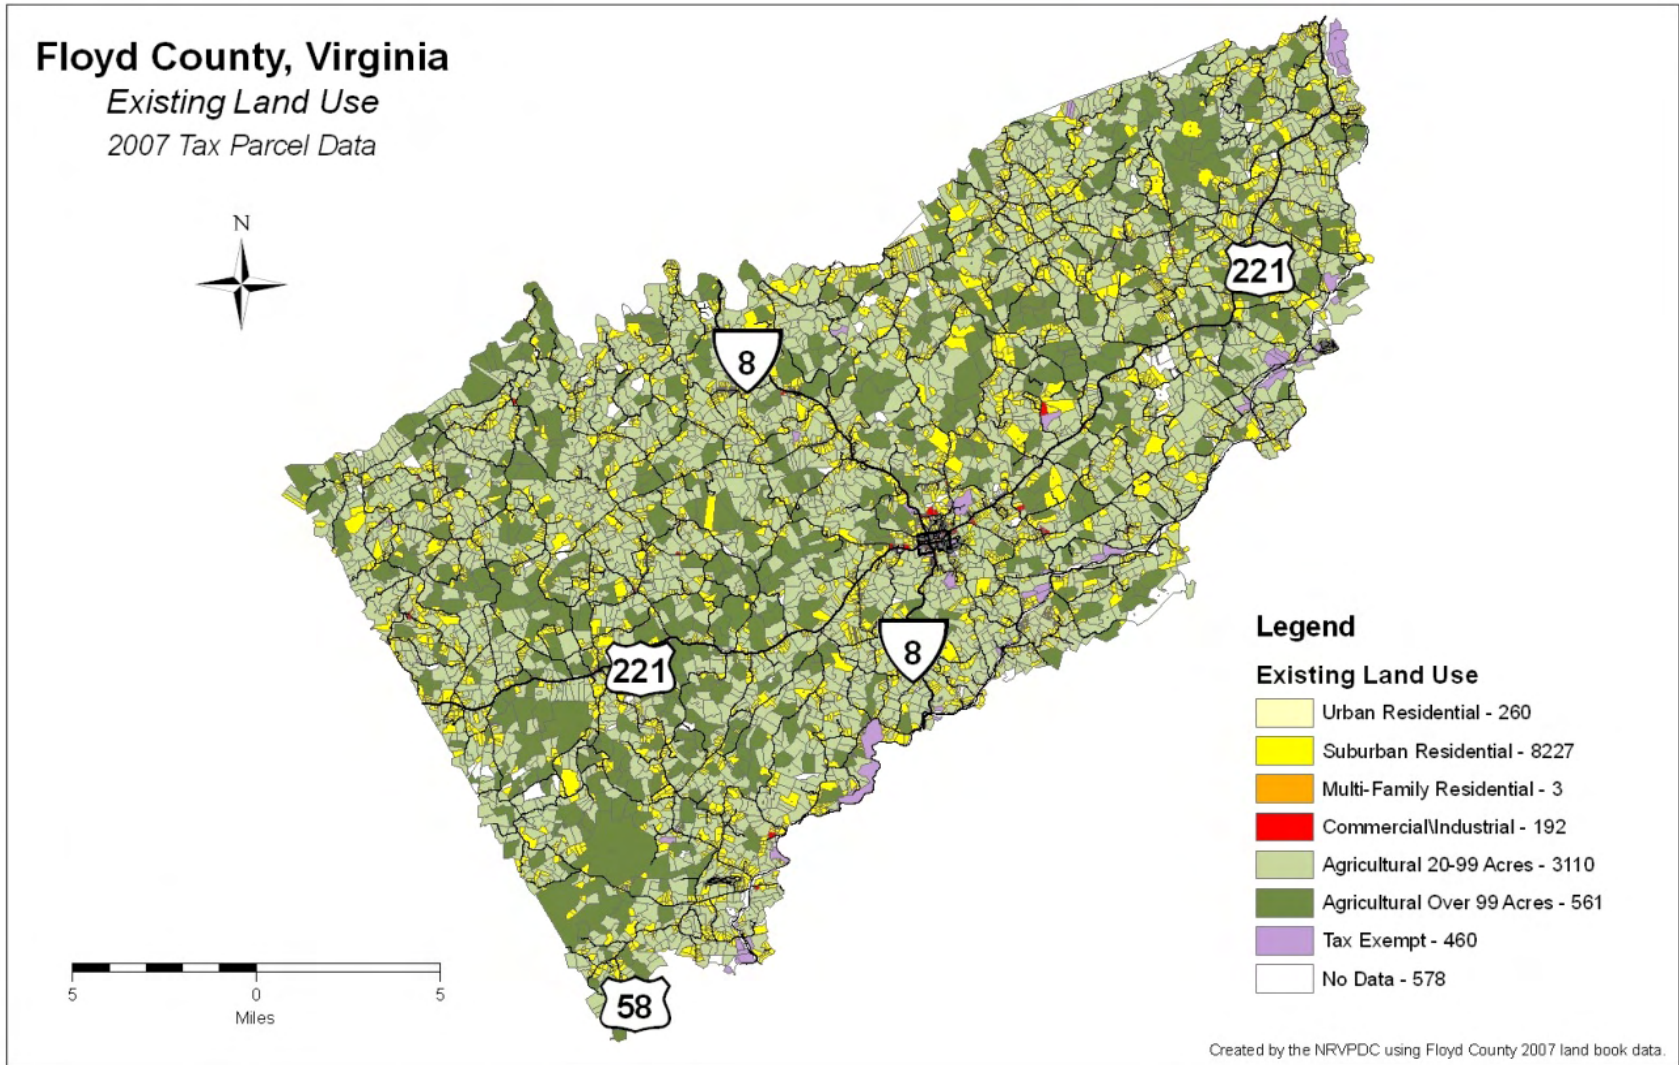 Floyd County, Virginia
Existing Land Use
2007 Tax Parcel Data
N
221
8
8
221
58
Legend
Existing Land Use
Urban Residential - 260
Suburban Residential - 8227
Multi-Family Residential - 3
Commercial\Industrial - 192
Agricultural 20-99 Acres - 3110
Agricultural Over 99 Acres - 561
Tax Exempt - 460
No Data - 578
5 0 5
Miles
Created by the NRVPDC using Floyd County 2007 land book data.